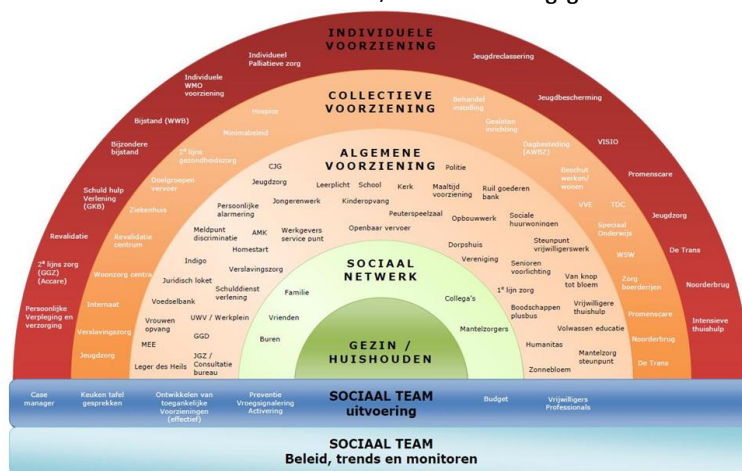 INDIVIDUELE
VOORZIENING
Individueel
Palliatieve zorg
Jeugdreclassering
Individuele
WMO
voorziening
Jeugdbescherming
Bijstand (WWB)
VISIO
Bijzondere
bijstand
Promenscare
Schuld hulp
Verlening
(GKB)
Jeugdzorg
Revalidatie
De Trans
2e lijns zorg
(GGZ)
(Accare)
Noorderbrug
Persoonlijke
Verpleging en
verzorging
Intensieve
thuishulp
COLLECTIEVE
VOORZIENING
Hospice
Behandel
instelling
Minimabeleid
Gesloten
inrichting
2e lijns
gezondheidszorg
Dagbesteding
(AWBZ)
Doelgroepen
vervoer
Beschut
werken/
wonen
Ziekenhuis
VVE
TDC
Revalidatie
centrum
Speciaal
Onderwijs
Woonzorg centra
WSW
Internaat
Zorg
boerderijen
Verslavingszorg
Promenscare
Jeugdzorg
Noorderbrug
De Trans
ALGEMENE
VOORZIENING
CJG
Politie
Jeugdzorg
Leerplicht
School
Kerk
Maaltijd
voorziening
Ruil goederen
bank
Jongerenwerk
Kinderopvang
Persoonlijke
alarmering
Peuterspeelzaal
Opbouwwerk
Sociale
huurwoningen
Meldpunt
discriminatie
AMK
Werkgevers
service punt
Openbaar vervoer
Homestart
Dorpshuis
Steunpunt
vrijwilligerswerk
Indigo
Verslavingszorg
Vereniging
Senioren
voorlichting
Juridisch loket
Schulddienst
verlening
1e lijn zorg
Van knop
tot bloem
Voedselbank
Boodschappen
plusbus
Vrijwilligere
thuishulp
Vrouwen
opvang
UWV / Werkplein
Volwassen educatie
MEE
GGD
Humanitas
Leger des Heils
JGZ /
Consultatie
bureau
Mantelzorg
steunpunt
Zonnebloem
SOCIAAL
NETWERK
Familie
Collega's
Vrienden
Mantelzorgers
Buren
GEZIN /
HUISHOUDEN
Case
manager
Keuken tafel
gesprekken
Ontwikkelen van
toegankelijke
Voorzieningen
(effectief)
Preventie
Vroegsignalering
Activering
SOCIAAL TEAM
uitvoering
Budget
Vrijwilligers
Professionals
SOCIAAL TEAM
Beleid, trends en monitoren